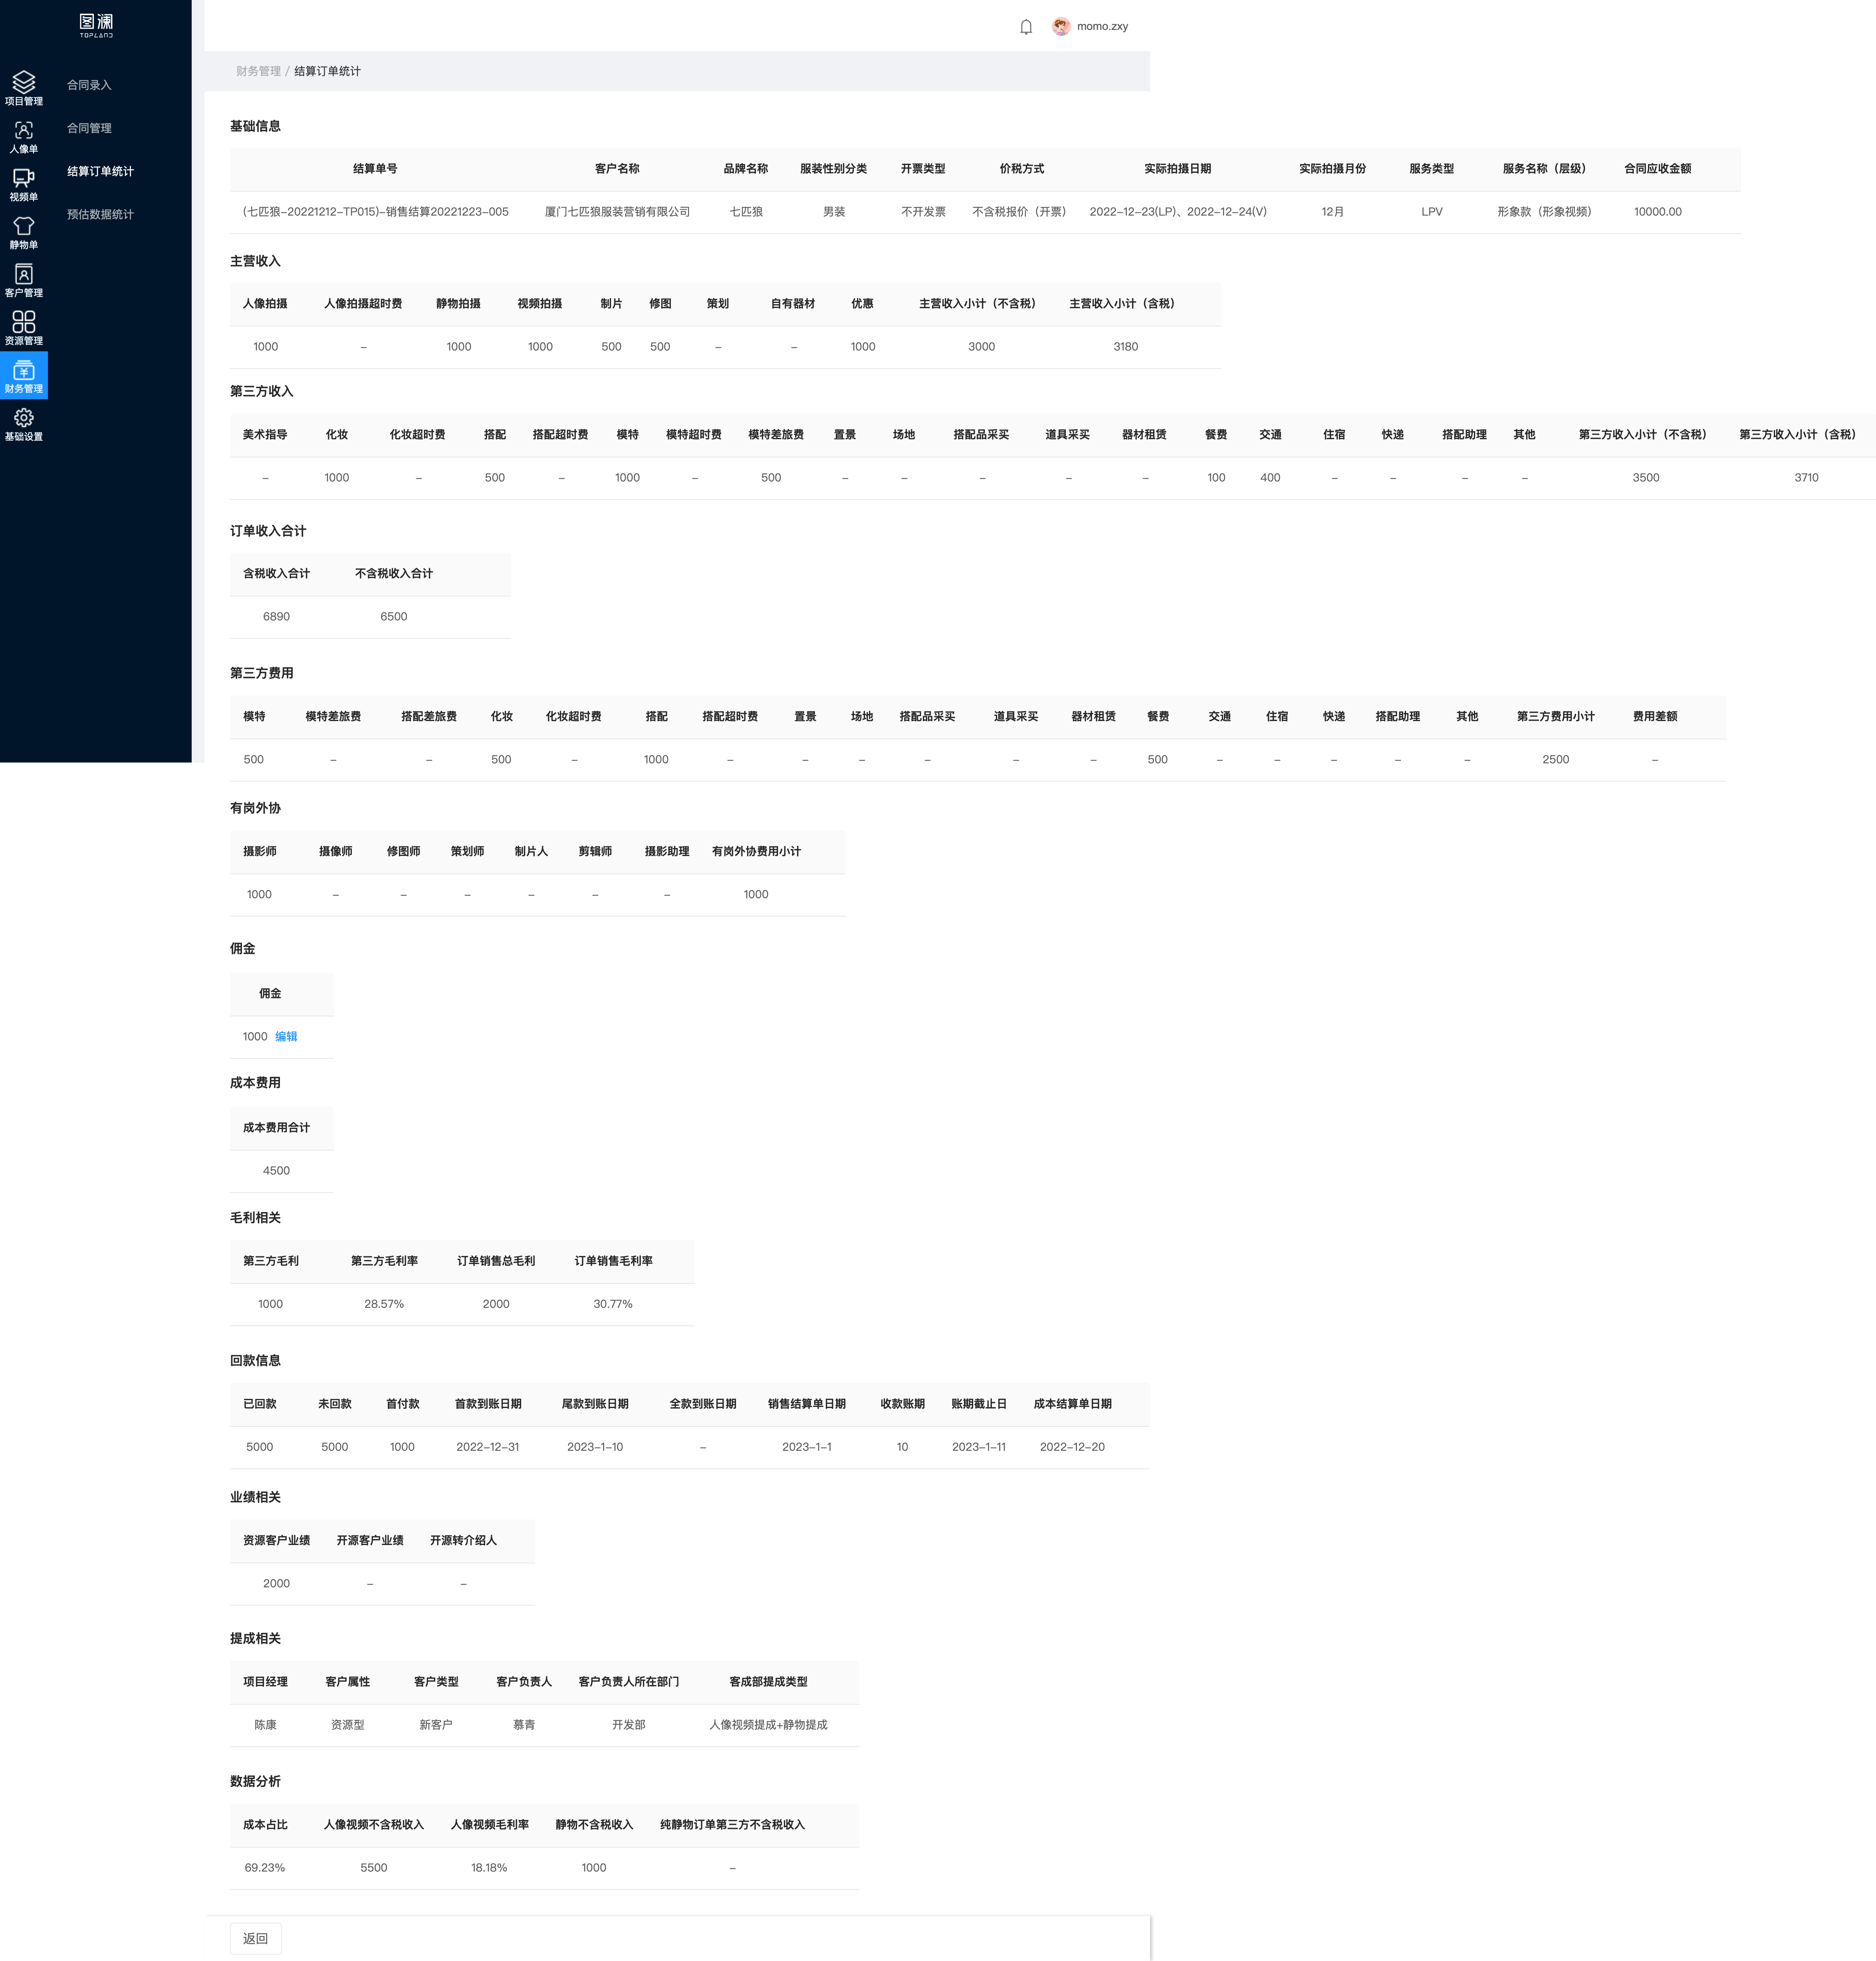 图澜
TOPLAND
momo.zxy
项目管理
人像单
视频单
静物单
客户管理
资源管理
财务管理
基础设置
合同录入
合同管理
结算订单统计
预估数据统计
财务管理 / 结算订单统计
基础信息
结算单号 客户名称 品牌名称 服装性别分类 开票类型 价税方式 实际拍摄日期 实际拍摄月份 服务类型 服务名称（层级） 合同应收金额
(七匹狼-20221212-TP015)-销售结算20221223-005 厦门七匹狼服装营销有限公司 七匹狼 男装 不开发票 不含税报价（开票） 2022-12-23(LP)、2022-12-24(V) 12月 LPV 形象款（形象视频） 10000.00
主营收入
人像拍摄 人像拍摄超时费 静物拍摄 视频拍摄 制片 修图 策划 自有器材 优惠 主营收入小计（不含税） 主营收入小计（含税）
1000 – 1000 1000 500 500 – – 1000 3000 3180
第三方收入
美术指导 化妆 化妆超时费 搭配 搭配超时费 模特 模特超时费 模特差旅费 置景 场地 搭配品采买 道具采买 器材租赁 餐费 交通 住宿 快递 搭配助理 其他 第三方收入小计（不含税） 第三方收入小计（含税）
– 1000 – 500 – 1000 – 500 – – – – – 100 400 – – – – 3500 3710
订单收入合计
含税收入合计 不含税收入合计
6890 6500
第三方费用
模特 模特差旅费 搭配差旅费 化妆 化妆超时费 搭配 搭配超时费 置景 场地 搭配品采买 道具采买 器材租赁 餐费 交通 住宿 快递 搭配助理 其他 第三方费用小计 费用差额
500 – – 500 – 1000 – – – – – – 500 – – – – – 2500 –
有岗外协
摄影师 摄像师 修图师 策划师 制片人 剪辑师 摄影助理 有岗外协费用小计
1000 – – – – – – 1000
佣金
佣金
1000 编辑
成本费用
成本费用合计
4500
毛利相关
第三方毛利 第三方毛利率 订单销售总毛利 订单销售毛利率
1000 28.57% 2000 30.77%
回款信息
已回款 未回款 首付款 首款到账日期 尾款到账日期 全款到账日期 销售结算单日期 收款账期 账期截止日 成本结算单日期
5000 5000 1000 2022-12-31 2023-1-10 – 2023-1-1 10 2023-1-11 2022-12-20
业绩相关
资源客户业绩 开源客户业绩 开源转介绍人
2000 – –
提成相关
项目经理 客户属性 客户类型 客户负责人 客户负责人所在部门 客成部提成类型
陈康 资源型 新客户 慕青 开发部 人像视频提成+静物提成
数据分析
成本占比 人像视频不含税收入 人像视频毛利率 静物不含税收入 纯静物订单第三方不含税收入
69.23% 5500 18.18% 1000 –
返回